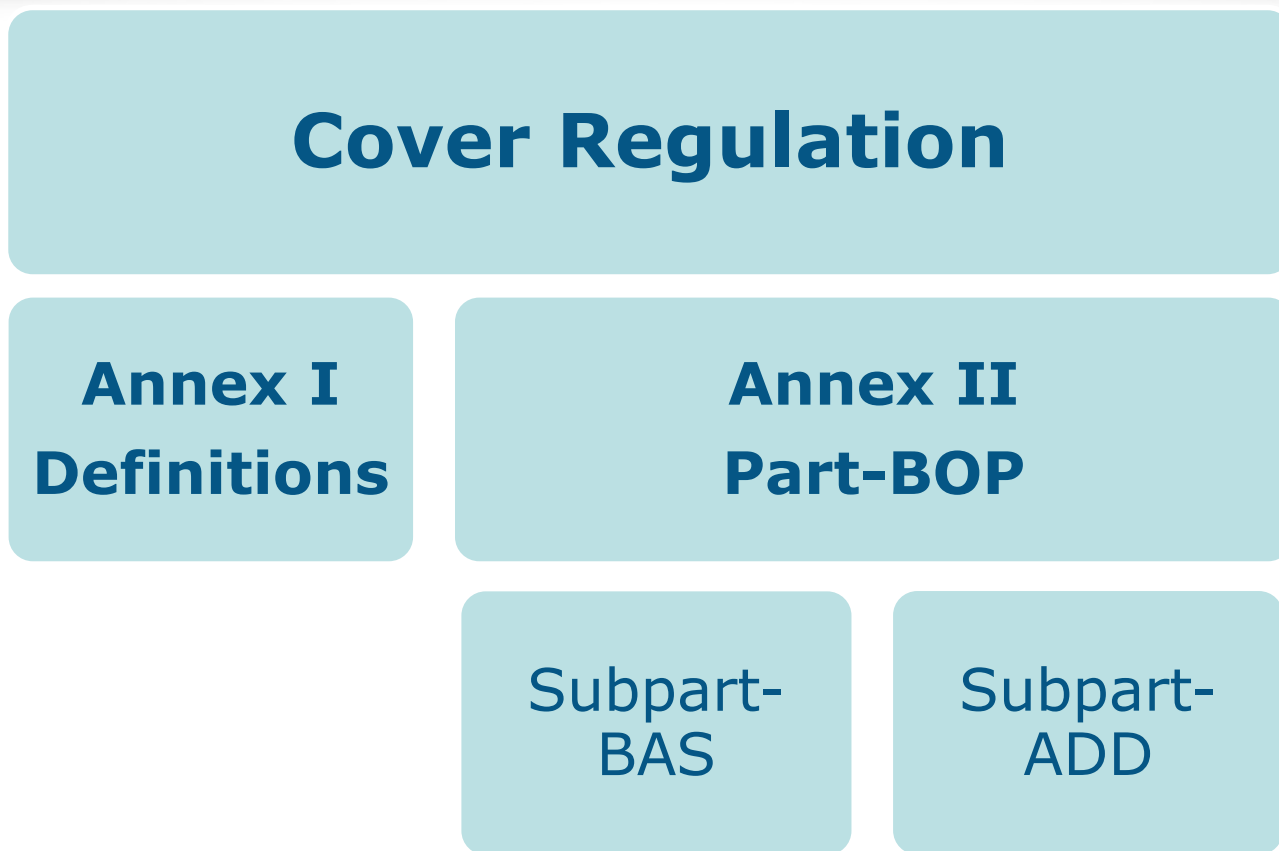 Cover Regulation
Annex I
Definitions
Annex II
Part-BOP
Subpart-
BAS
Subpart-
ADD